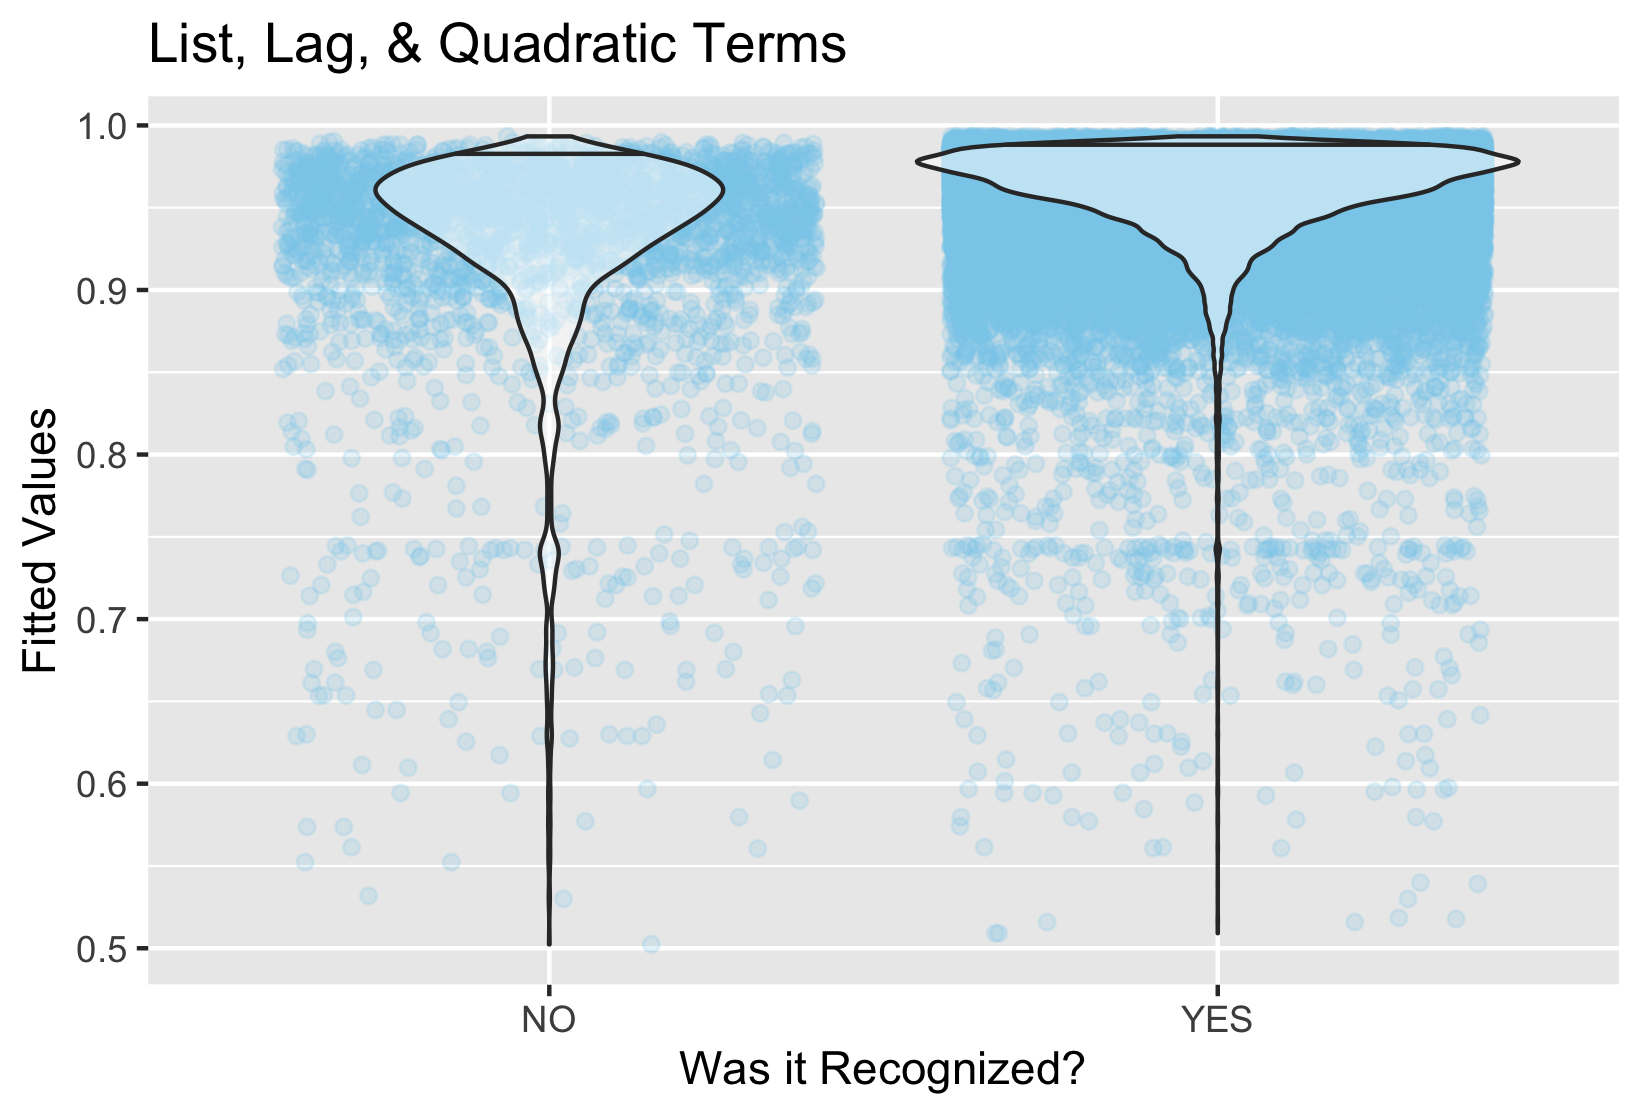 List, Lag, & Quadratic Terms
1.0
0.9
0.8
0.7
0.6
0.5
Fitted Values
NO YES
Was it Recognized?